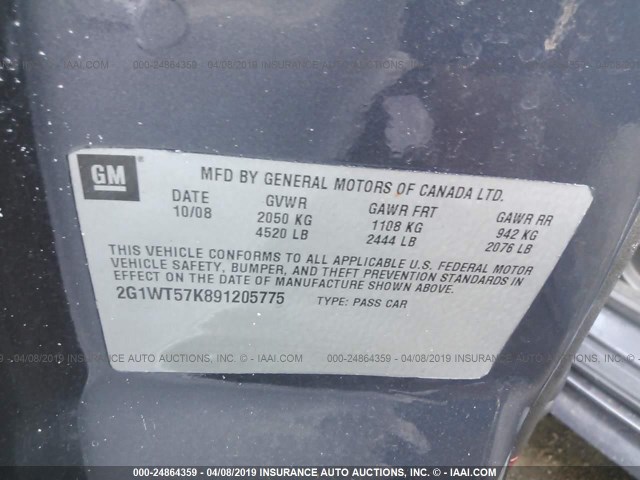 000-24864359 - 04/08/2019 INSURANCE AUTO AUCTIONS, INC. - IAAI.COM
GM
MFD BY GENERAL MOTORS OF CANADA LTD.
DATE GVWR GAWR FRT GAWR RR
10/08 2050 KG 1108 KG 942 KG
4520 LB 2444 LB 2076 LB
THIS VEHICLE CONFORMS TO ALL APPLICABLE U.S. FEDERAL MOTOR
VEHICLE SAFETY, BUMPER, AND THEFT PREVENTION STANDARDS IN
EFFECT ON THE DATE OF MANUFACTURE SHOWN ABOVE.
2G1WT57K891205775 TYPE: PASS CAR
000-24864359 - 04/08/2019 INSURANCE AUTO AUCTIONS, INC. - IAAI.COM